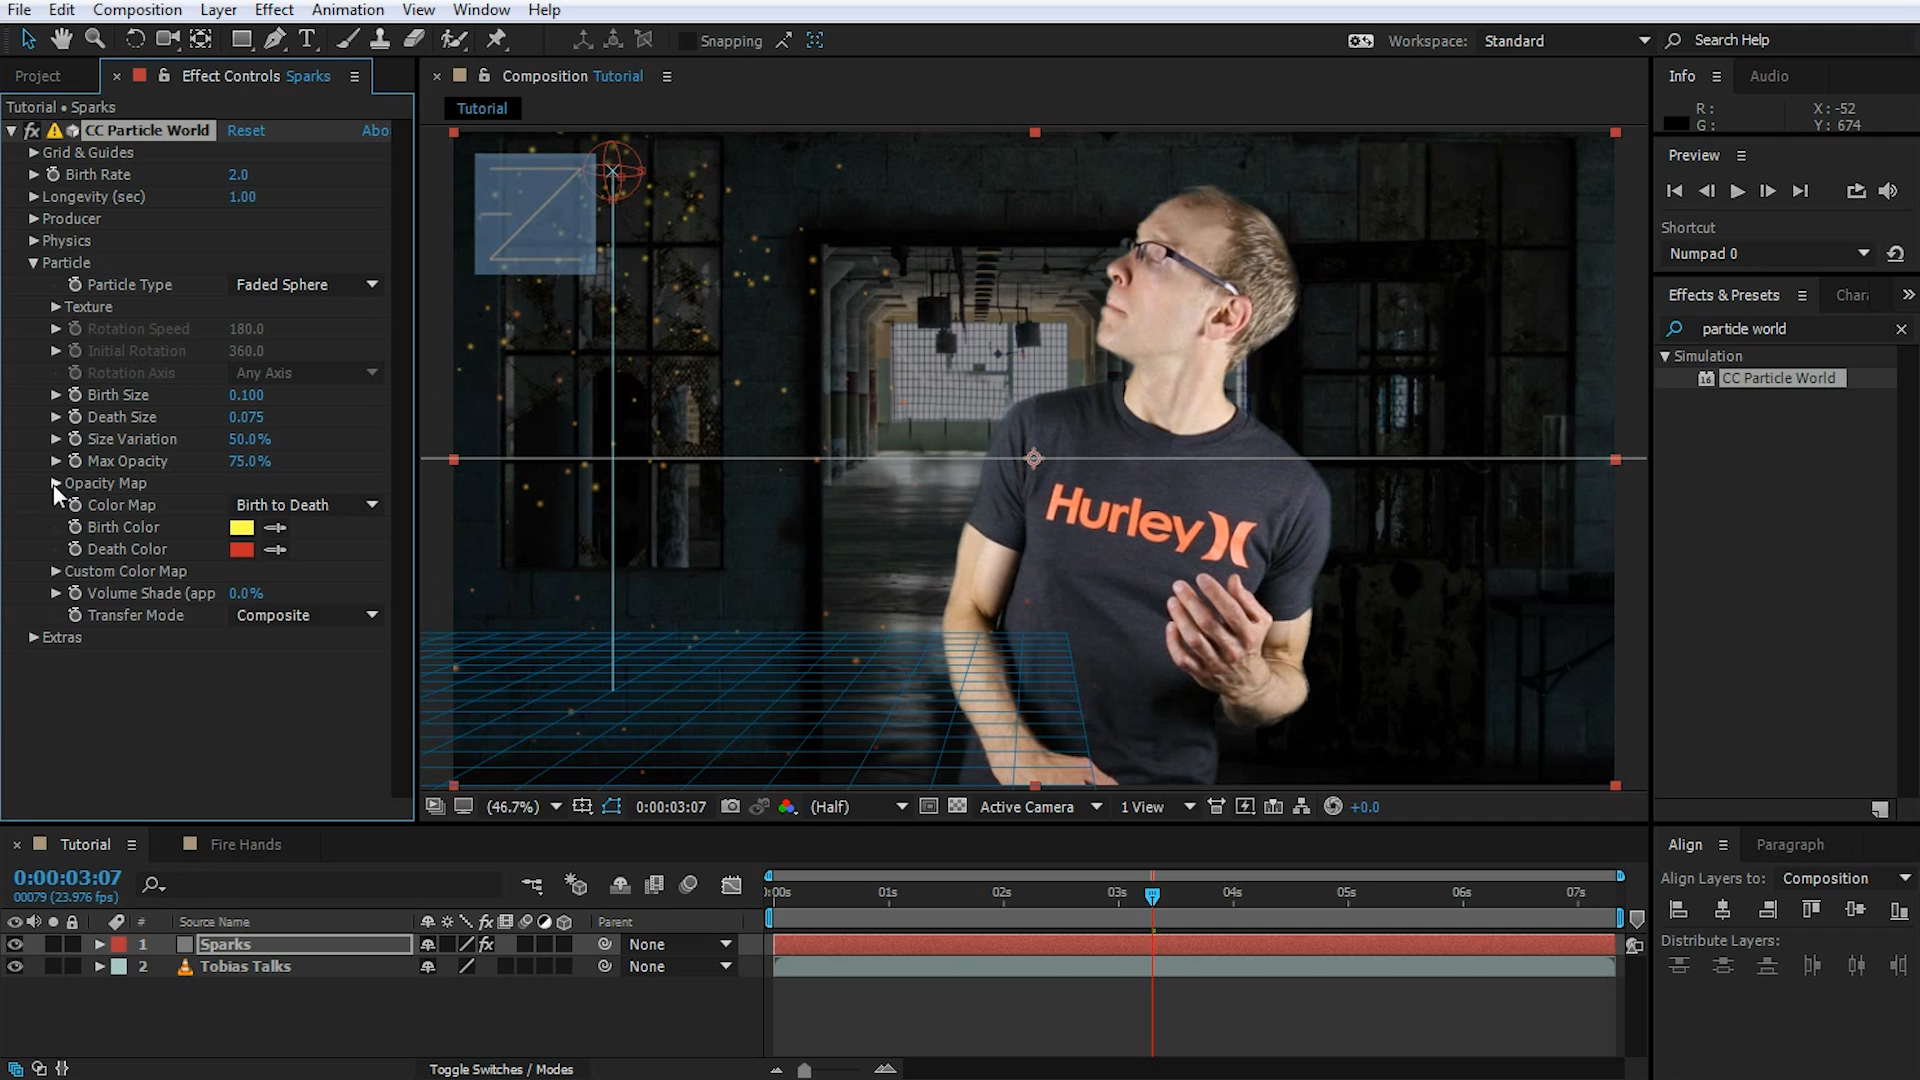 File Edit Composition Layer Effect Animation View Window Help
Snapping
Workspace: Standard
Search Help
Project
× Effect Controls Sparks
× Composition Tutorial
Info
Audio
Tutorial • Sparks
Tutorial
R: X: -52
G: Y: 674
fx CC Particle World Reset Abo
Grid & Guides
Birth Rate 2.0
Longevity (sec) 1.00
Producer
Physics
Particle
Particle Type Faded Sphere
Texture
Rotation Speed 180.0
Initial Rotation 360.0
Rotation Axis Any Axis
Birth Size 0.100
Death Size 0.075
Size Variation 50.0%
Max Opacity 75.0%
Opacity Map
Color Map Birth to Death
Birth Color
Death Color
Custom Color Map
Volume Shade (app 0.0%
Transfer Mode Composite
Extras
Z
Hurley
Preview
Shortcut
Numpad 0
Effects & Presets
Char
particle world
Simulation
16 CC Particle World
(46.7%) 0:00:03:07 (Half) Active Camera 1 View +0.0
× Tutorial
Fire Hands
0:00:03:07
00079 (23.976 fps)
:00s 01s 02s 03s 04s 05s 06s 07s
# Source Name fx Parent
1 Sparks fx None
2 Tobias Talks None
Toggle Switches / Modes
Align
Paragraph
Align Layers to: Composition
Distribute Layers: